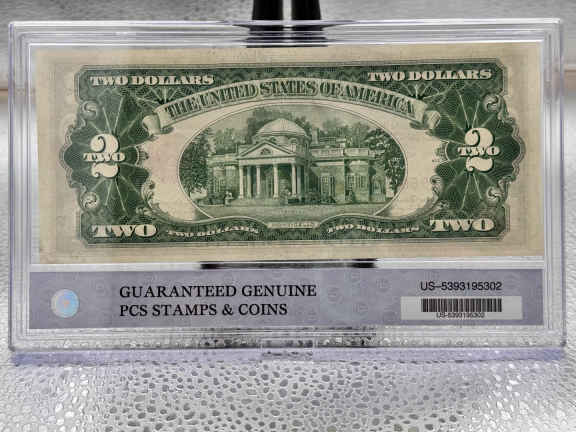 TWO DOLLARS TWO DOLLARS
THE UNITED STATES OF AMERICA
2 2
TWO TWO
TWO TWO DOLLARS TWO DOLLARS TWO
GUARANTEED GENUINE
PCS STAMPS & COINS
US-5393195302
US-5393195302